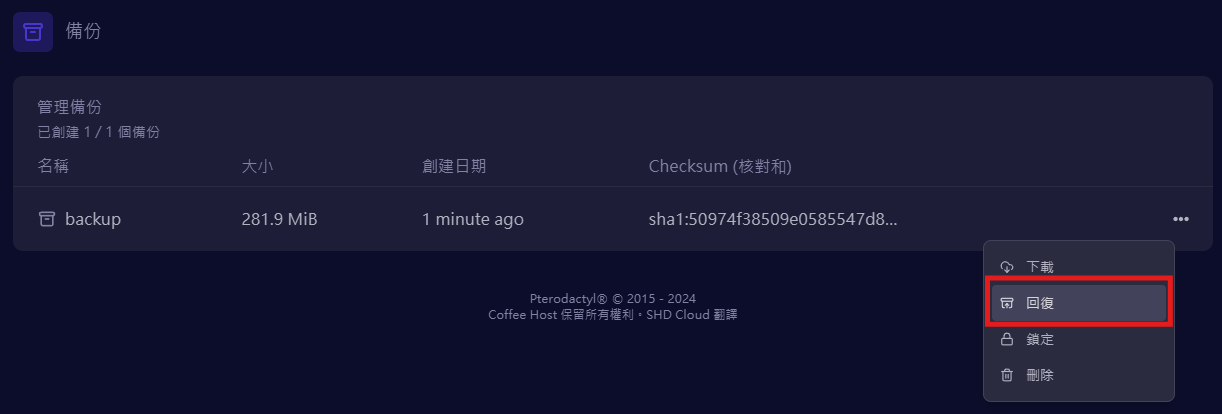 備份
管理備份
已創建 1 / 1 個備份
名稱 大小 創建日期 Checksum (核對和)
backup 281.9 MiB 1 minute ago sha1:50974f38509e0585547d8... •••
下載
回復
鎖定
刪除
Pterodactyl® © 2015 - 2024
Coffee Host 保留所有權利。SHD Cloud 翻譯